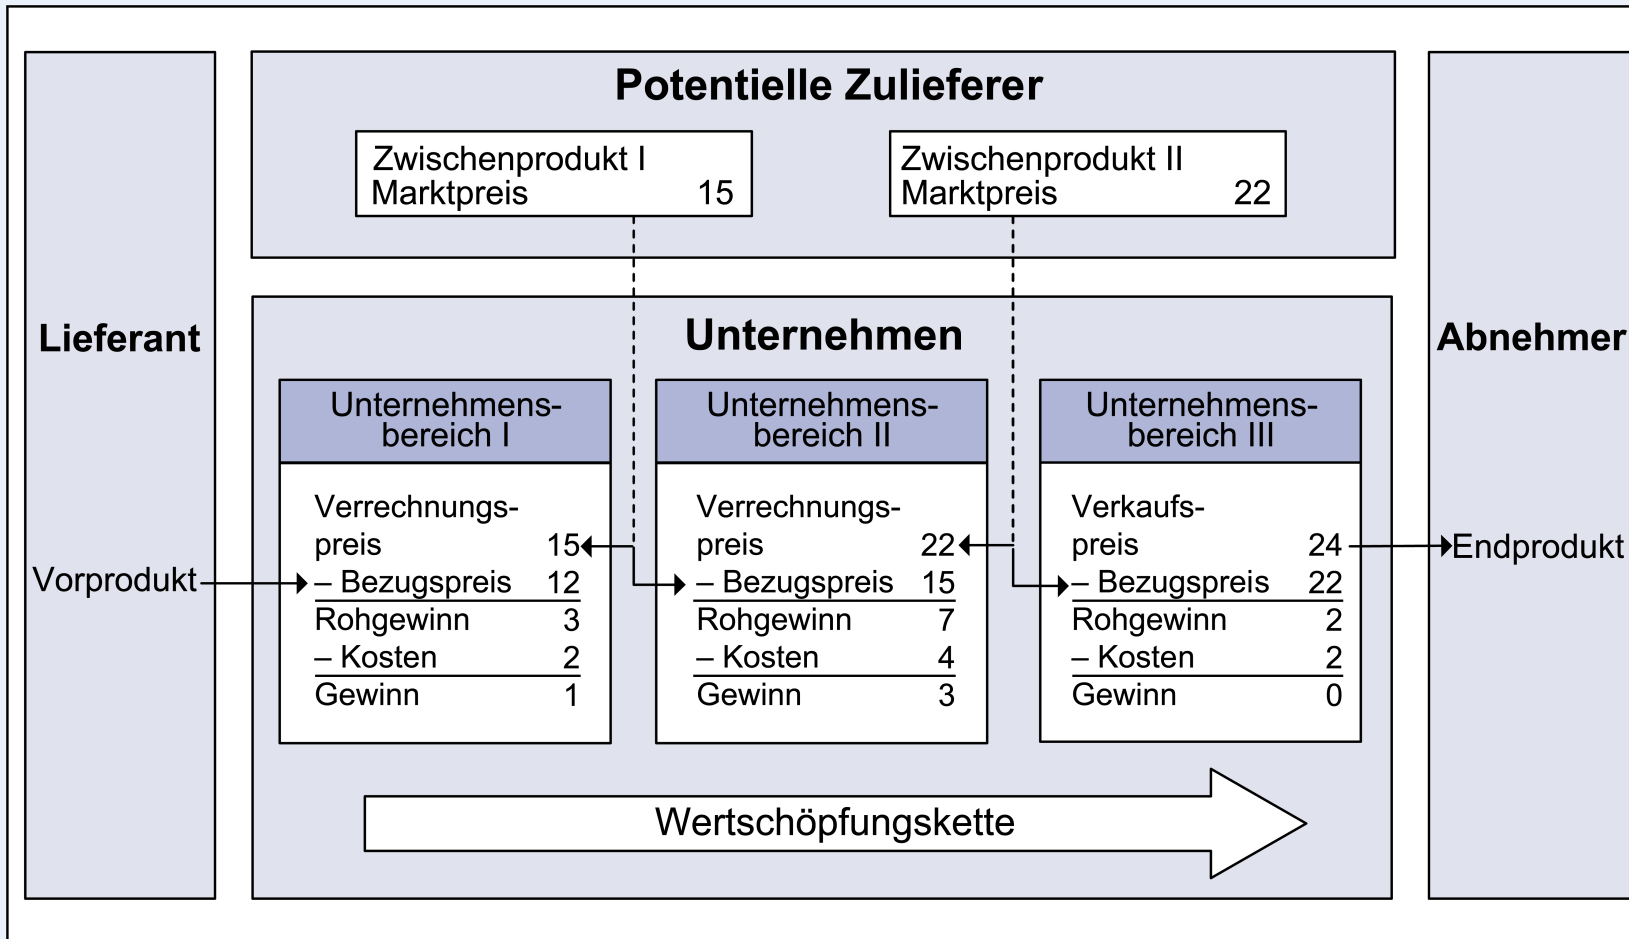 Potentielle Zulieferer
Zwischenprodukt I
Marktpreis 15
Zwischenprodukt II
Marktpreis 22
Lieferant
Vorprodukt
Unternehmen
Unternehmens-
bereich I
Verrechnungs-
preis 15
– Bezugspreis 12
Rohgewinn 3
– Kosten 2
Gewinn 1
Unternehmens-
bereich II
Verrechnungs-
preis 22
– Bezugspreis 15
Rohgewinn 7
– Kosten 4
Gewinn 3
Unternehmens-
bereich III
Verkaufs-
preis 24
– Bezugspreis 22
Rohgewinn 2
– Kosten 2
Gewinn 0
Wertschöpfungskette
Abnehmer
Endprodukt